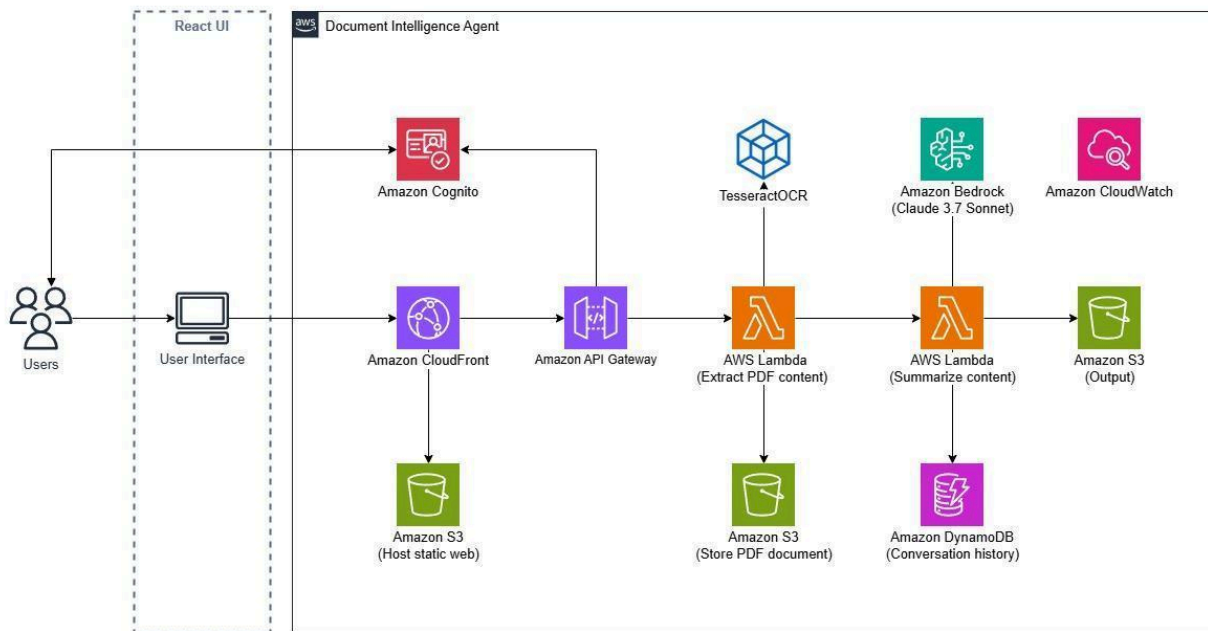 React UI
aws
Document Intelligence Agent
Amazon Cognito
TesseractOCR
Amazon Bedrock
(Claude 3.7 Sonnet)
Amazon CloudWatch
Users
User Interface
Amazon CloudFront
Amazon API Gateway
AWS Lambda
(Extract PDF content)
AWS Lambda
(Summarize content)
Amazon S3
(Output)
Amazon S3
(Host static web)
Amazon S3
(Store PDF document)
Amazon DynamoDB
(Conversation history)